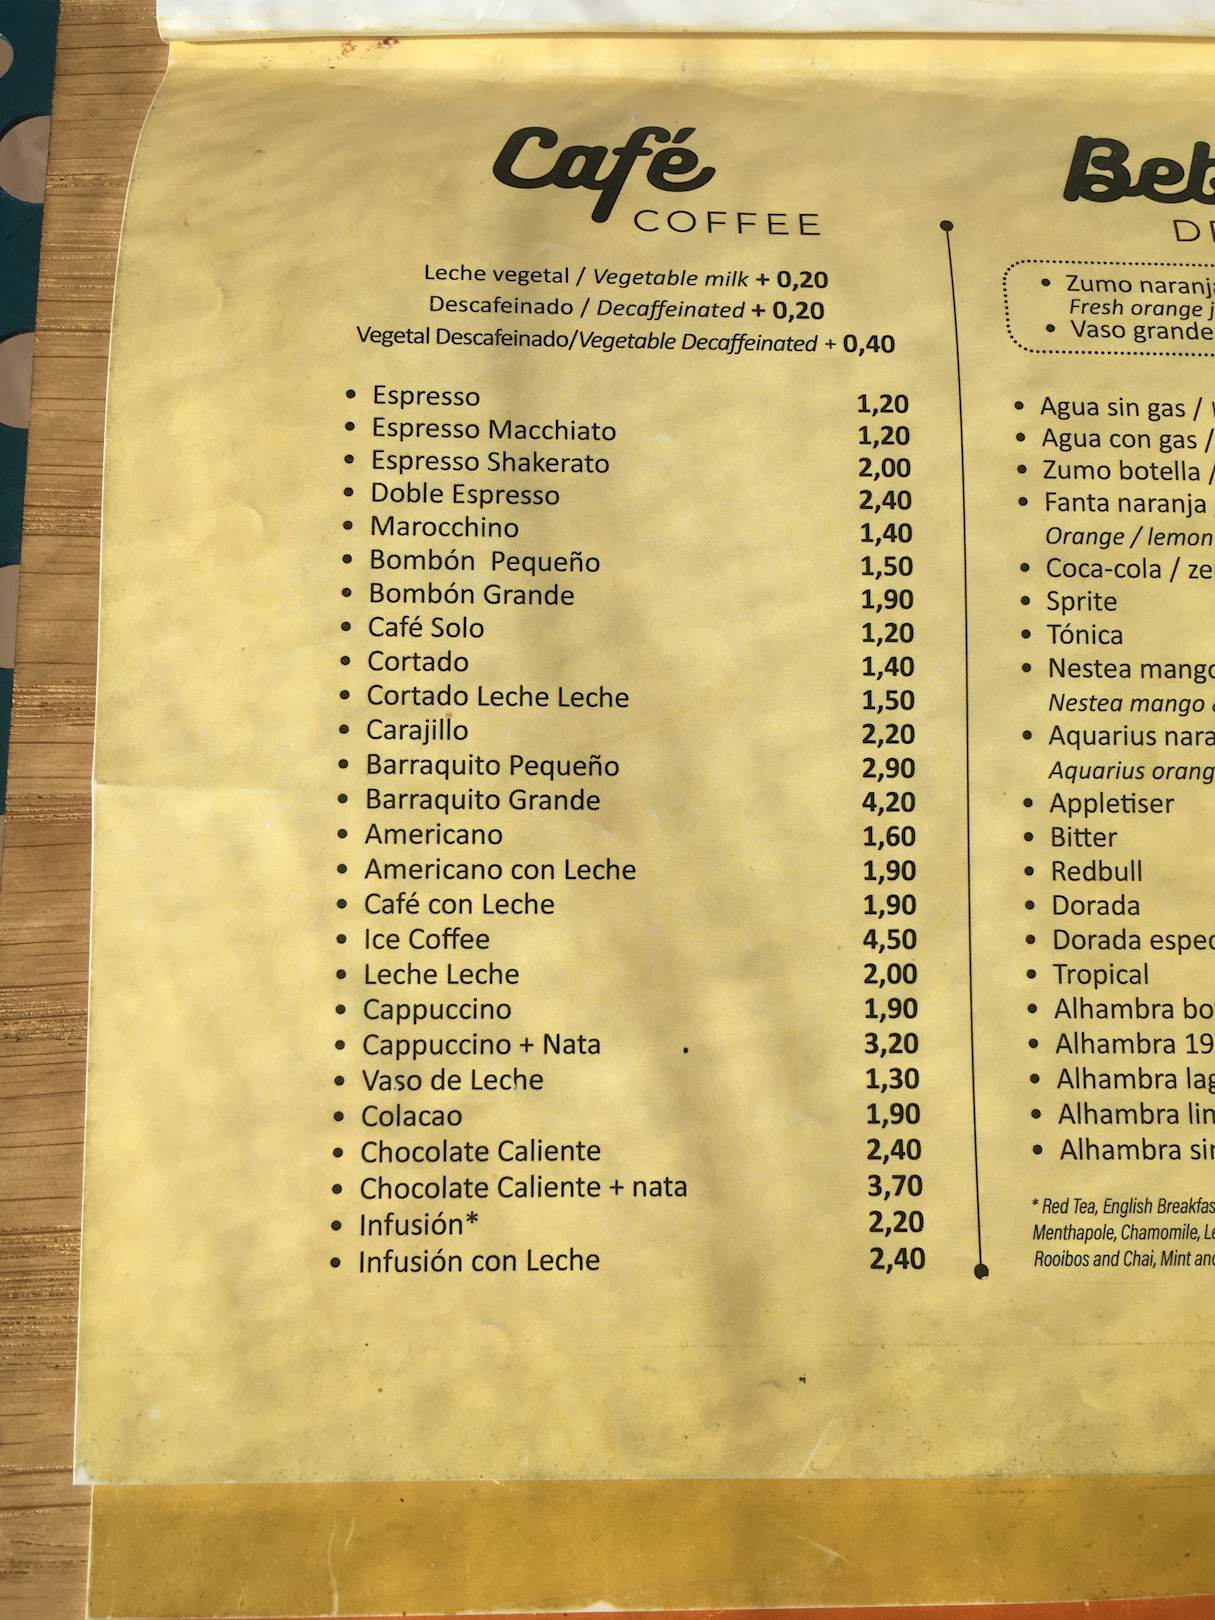 Café
COFFEE
Leche vegetal / Vegetable milk + 0,20
Descafeinado / Decaffeinated + 0,20
Vegetal Descafeinado/Vegetable Decaffeinated + 0,40
• Espresso 1,20
• Espresso Macchiato 1,20
• Espresso Shakerato 2,00
• Doble Espresso 2,40
• Marocchino 1,40
• Bombón Pequeño 1,50
• Bombón Grande 1,90
• Café Solo 1,20
• Cortado 1,40
• Cortado Leche Leche 1,50
• Carajillo 2,20
• Barraquito Pequeño 2,90
• Barraquito Grande 4,20
• Americano 1,60
• Americano con Leche 1,90
• Café con Leche 1,90
• Ice Coffee 4,50
• Leche Leche 2,00
• Cappuccino 1,90
• Cappuccino + Nata 3,20
• Vaso de Leche 1,30
• Colacao 1,90
• Chocolate Caliente 2,40
• Chocolate Caliente + nata 3,70
• Infusión* 2,20
• Infusión con Leche 2,40
• Zumo
Fresh orange
• Vaso grande
• Agua sin gas /
• Agua con gas /
• Zumo botella /
• Fanta naranja
Orange / lemon
• Coca-cola /
• Sprite
• Tónica
• Nestea
Nestea mango
• Aquarius
Aquarius
• Appletiser
• Bitter
• Redbull
• Dorada
• Dorada
• Tropical
• Alhambra
• Alhambra
• Alhambra
• Alhambra
• Alhambra
* Red Tea, English
Menthapole, Chamomile,
Rooibos and Chai, Mint